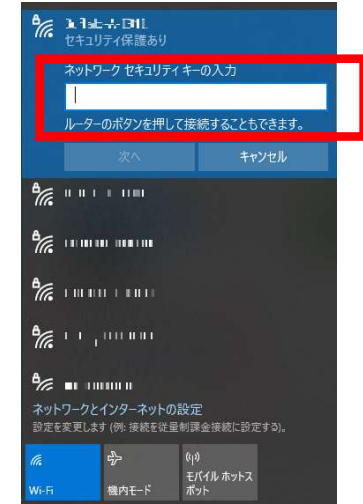 セキュリティ保護あり
ネットワーク セキュリティ キーの入力
ルーターのボタンを押して接続することもできます。
次へ
キャンセル
ネットワークとインターネットの設定
設定を変更します (例: 接続を従量制課金接続に設定する)。
Wi-Fi
機内モード
モバイル ホットス
ポット